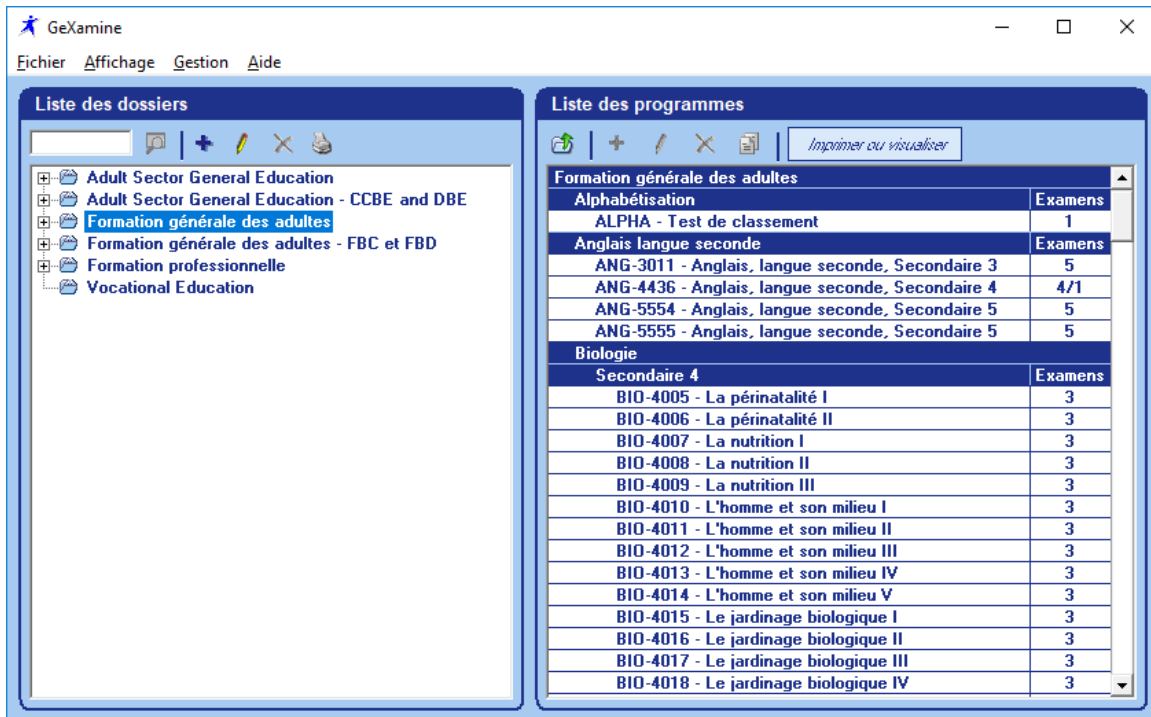 GeXamine
Fichier Affichage Gestion Aide
Liste des dossiers
Adult Sector General Education
Adult Sector General Education - CCBE and DBE
Formation générale des adultes
Formation générale des adultes - FBC et FBD
Formation professionnelle
Vocational Education
Liste des programmes
Imprimer ou visualiser
Formation générale des adultes
Alphabétisation Examens
ALPHA - Test de classement 1
Anglais langue seconde Examens
ANG-3011 - Anglais, langue seconde, Secondaire 3 5
ANG-4436 - Anglais, langue seconde, Secondaire 4 4/1
ANG-5554 - Anglais, langue seconde, Secondaire 5 5
ANG-5555 - Anglais, langue seconde, Secondaire 5 5
Biologie
Secondaire 4 Examens
BIO-4005 - La périnatalité I 3
BIO-4006 - La périnatalité II 3
BIO-4007 - La nutrition I 3
BIO-4008 - La nutrition II 3
BIO-4009 - La nutrition III 3
BIO-4010 - L'homme et son milieu I 3
BIO-4011 - L'homme et son milieu II 3
BIO-4012 - L'homme et son milieu III 3
BIO-4013 - L'homme et son milieu IV 3
BIO-4014 - L'homme et son milieu V 3
BIO-4015 - Le jardinage biologique I 3
BIO-4016 - Le jardinage biologique II 3
BIO-4017 - Le jardinage biologique III 3
BIO-4018 - Le jardinage biologique IV 3